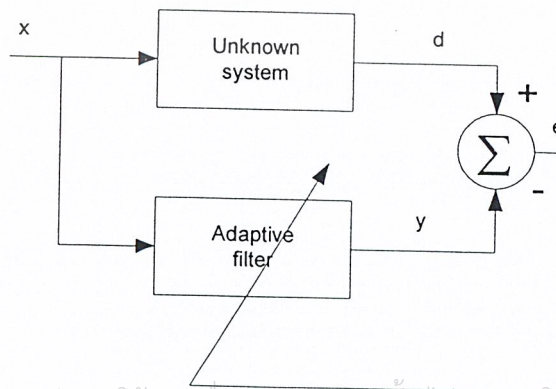 x
Unknown
system
d
+
Σ
e
-
Adaptive
filter
y